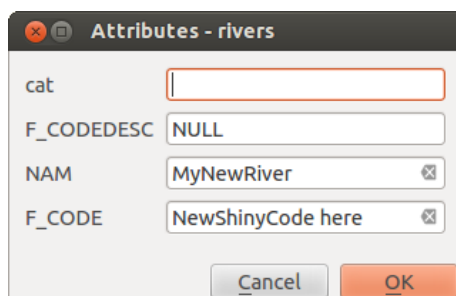 Attributes - rivers
cat
F_CODEDESC NULL
NAM MyNewRiver
F_CODE NewShinyCode here
Cancel OK